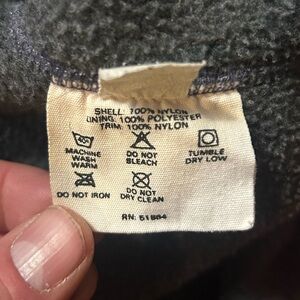 SHELL: 100% NYLON
LINING: 100% POLYESTER
TRIM: 100% NYLON
MACHINE WASH WARM
DO NOT BLEACH
TUMBLE DRY LOW
DO NOT IRON
DO NOT DRY CLEAN
RN: 51884